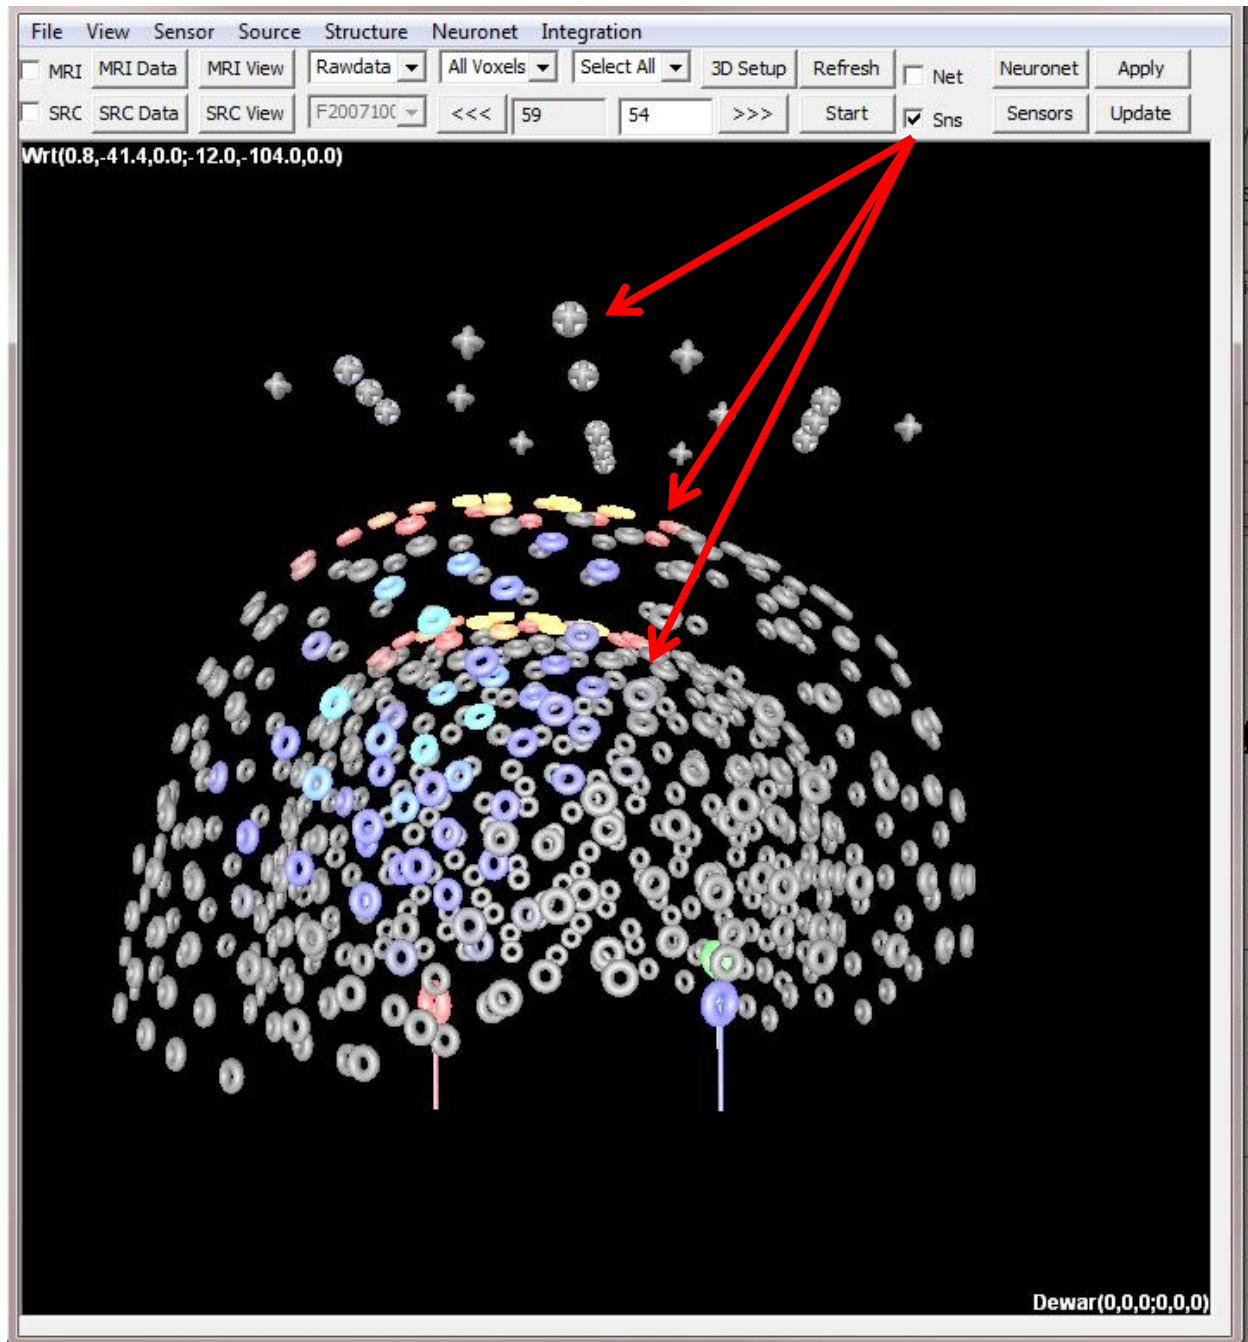 File View Sensor Source Structure Neuronet Integration
MRI MRI Data MRI View Rawdata All Voxels Select All 3D Setup Refresh Net Neuronet Apply
SRC SRC Data SRC View F2007100 <<< 59 54 >>> Start Sns Sensors Update
Wrt(0.8,-41.4,0.0;-12.0,-104.0,0.0)
Dewar(0,0,0;0,0,0)